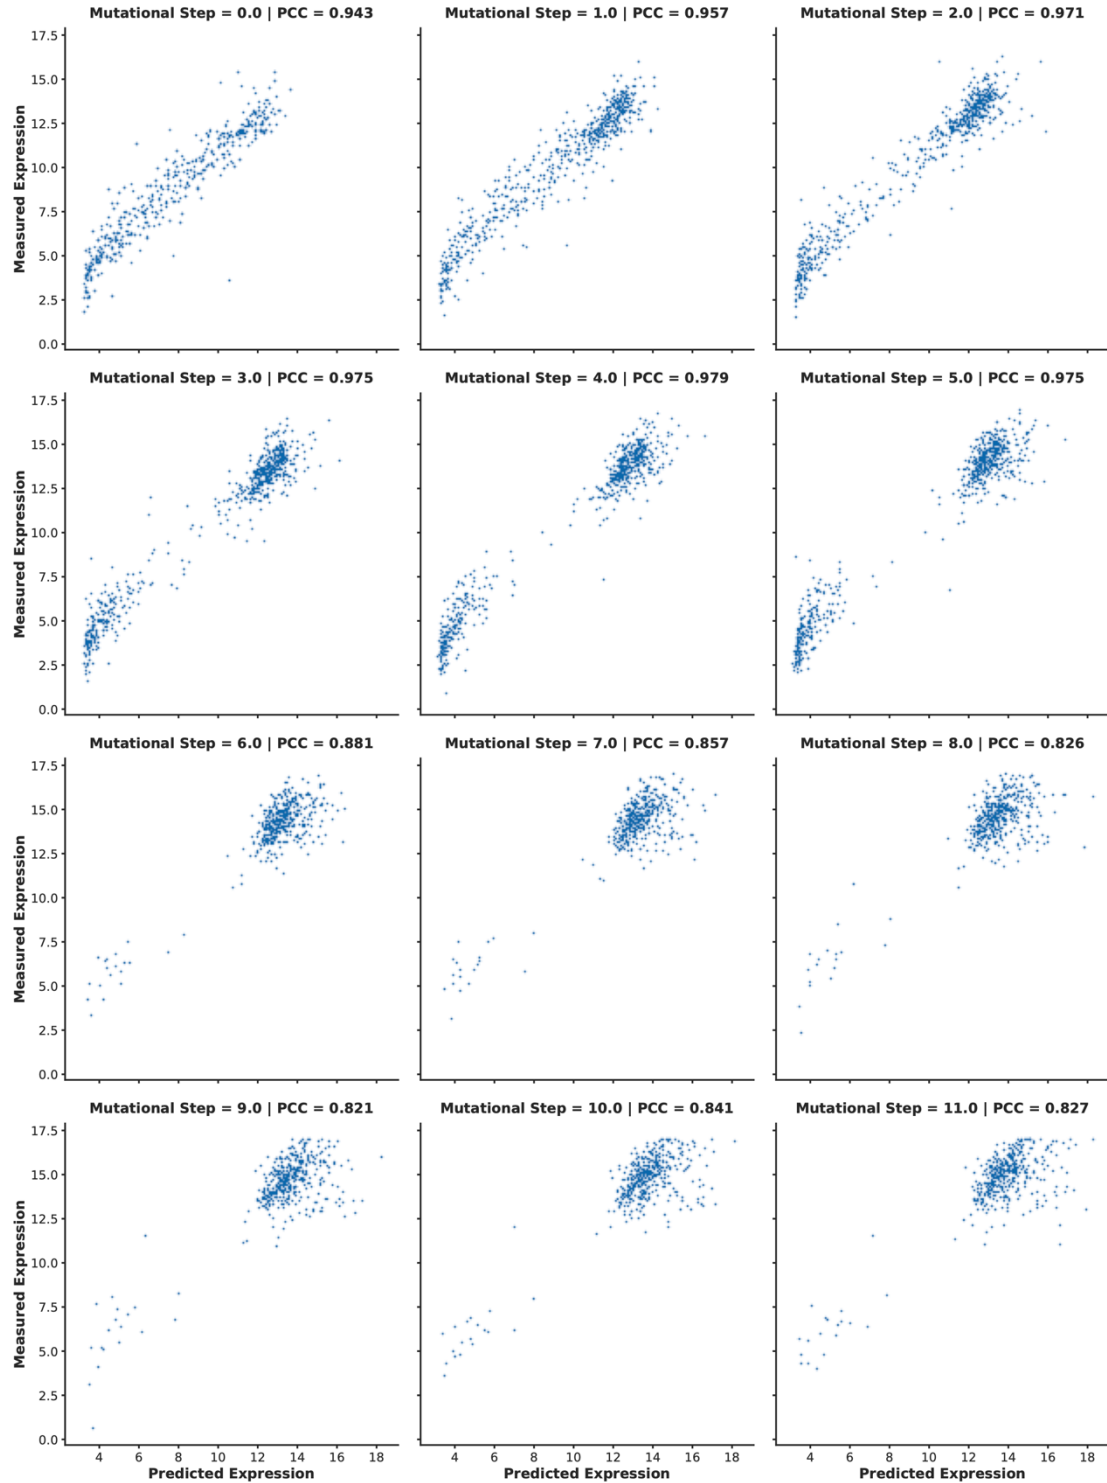 Mutational Step = 0.0 | PCC = 0.943
Mutational Step = 1.0 | PCC = 0.957
Mutational Step = 2.0 | PCC = 0.971
17.5
15.0
12.5
10.0
7.5
5.0
2.5
0.0
Measured Expression
Mutational Step = 3.0 | PCC = 0.975
Mutational Step = 4.0 | PCC = 0.979
Mutational Step = 5.0 | PCC = 0.975
17.5
15.0
12.5
10.0
7.5
5.0
2.5
0.0
Measured Expression
Mutational Step = 6.0 | PCC = 0.881
Mutational Step = 7.0 | PCC = 0.857
Mutational Step = 8.0 | PCC = 0.826
17.5
15.0
12.5
10.0
7.5
5.0
2.5
0.0
Measured Expression
Mutational Step = 9.0 | PCC = 0.821
Mutational Step = 10.0 | PCC = 0.841
Mutational Step = 11.0 | PCC = 0.827
17.5
15.0
12.5
10.0
7.5
5.0
2.5
0.0
Measured Expression
4 6 8 10 12 14 16 18
4 6 8 10 12 14 16 18
4 6 8 10 12 14 16 18
Predicted Expression
Predicted Expression
Predicted Expression